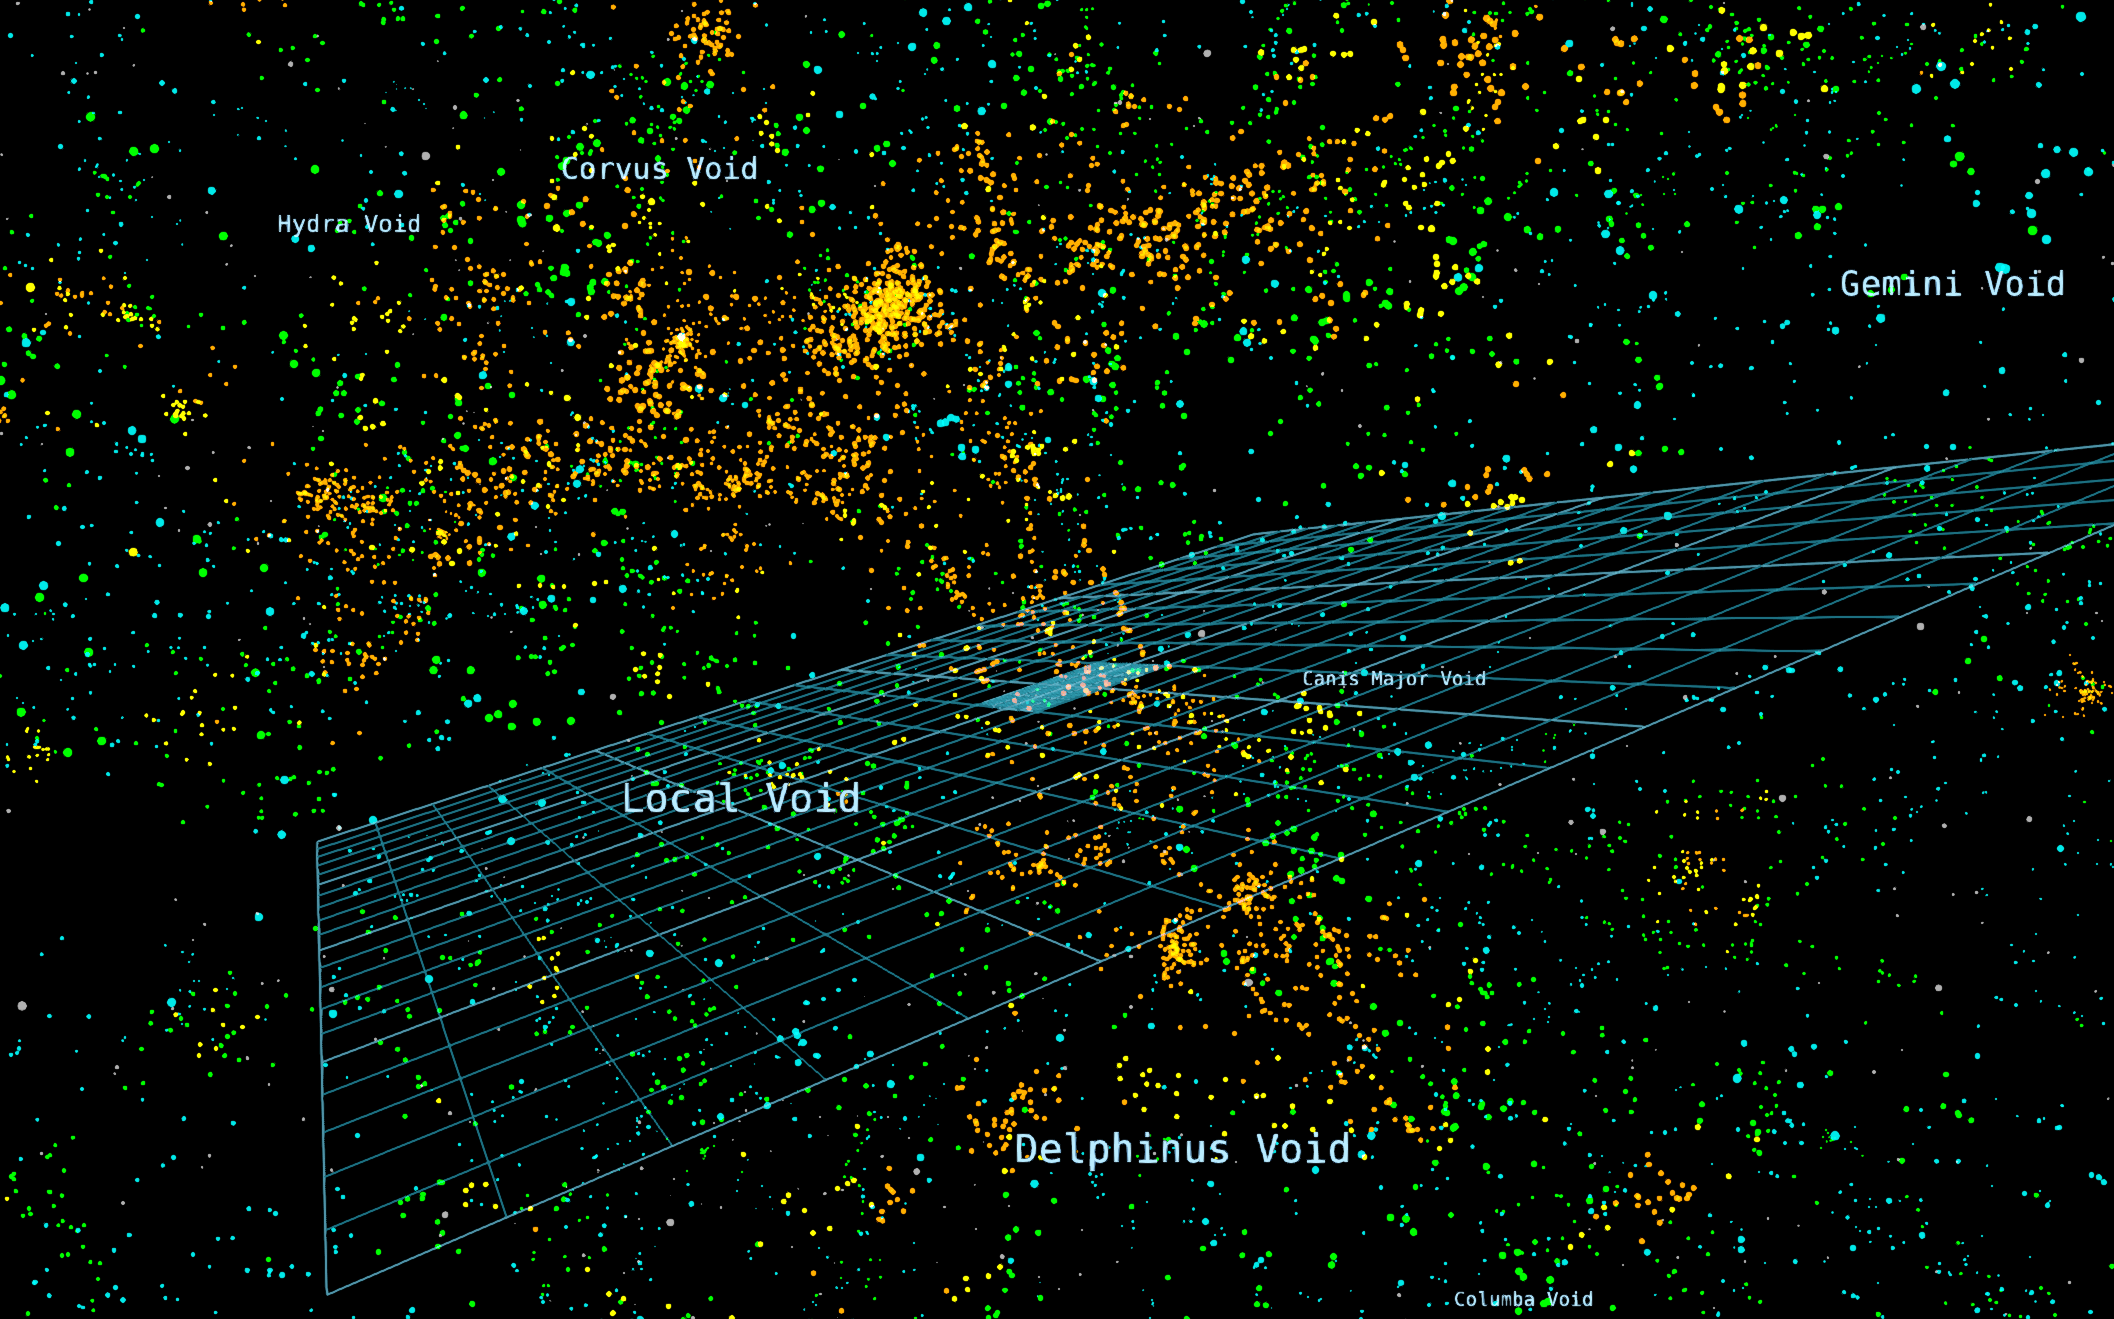 Corvus Void
Hydra Void
Gemini Void
Canis Major Void
Local Void
Delphinus Void
Columba Void